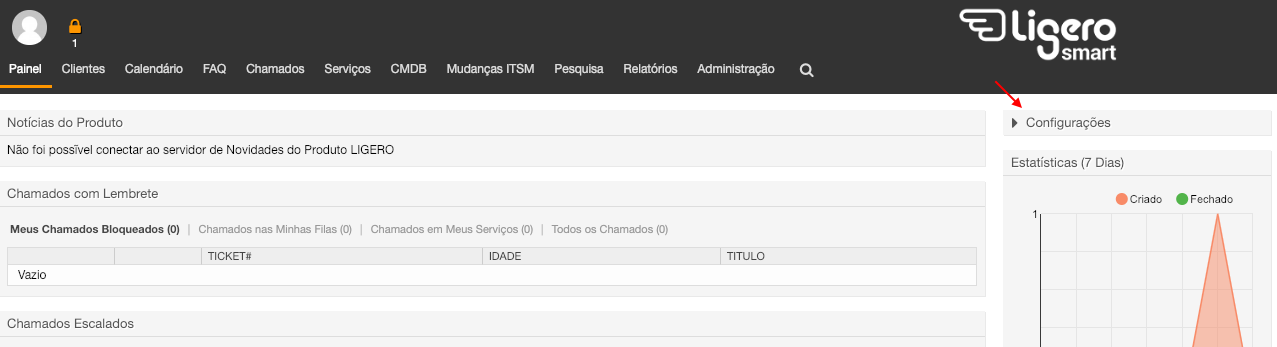 1
Ligero
smart
Painel Clientes Calendário FAQ Chamados Serviços CMDB Mudanças ITSM Pesquisa Relatórios Administração
Notícias do Produto
Não foi possïvel conectar ao servidor de Novidades do Produto LIGERO
Chamados com Lembrete
Meus Chamados Bloqueados (0) | Chamados nas Minhas Filas (0) | Chamados em Meus Serviços (0) | Todos os Chamados (0)
TICKET# IDADE TITULO
Vazio
Chamados Escalados
Configurações
Estatísticas (7 Dias)
Criado Fechado
1